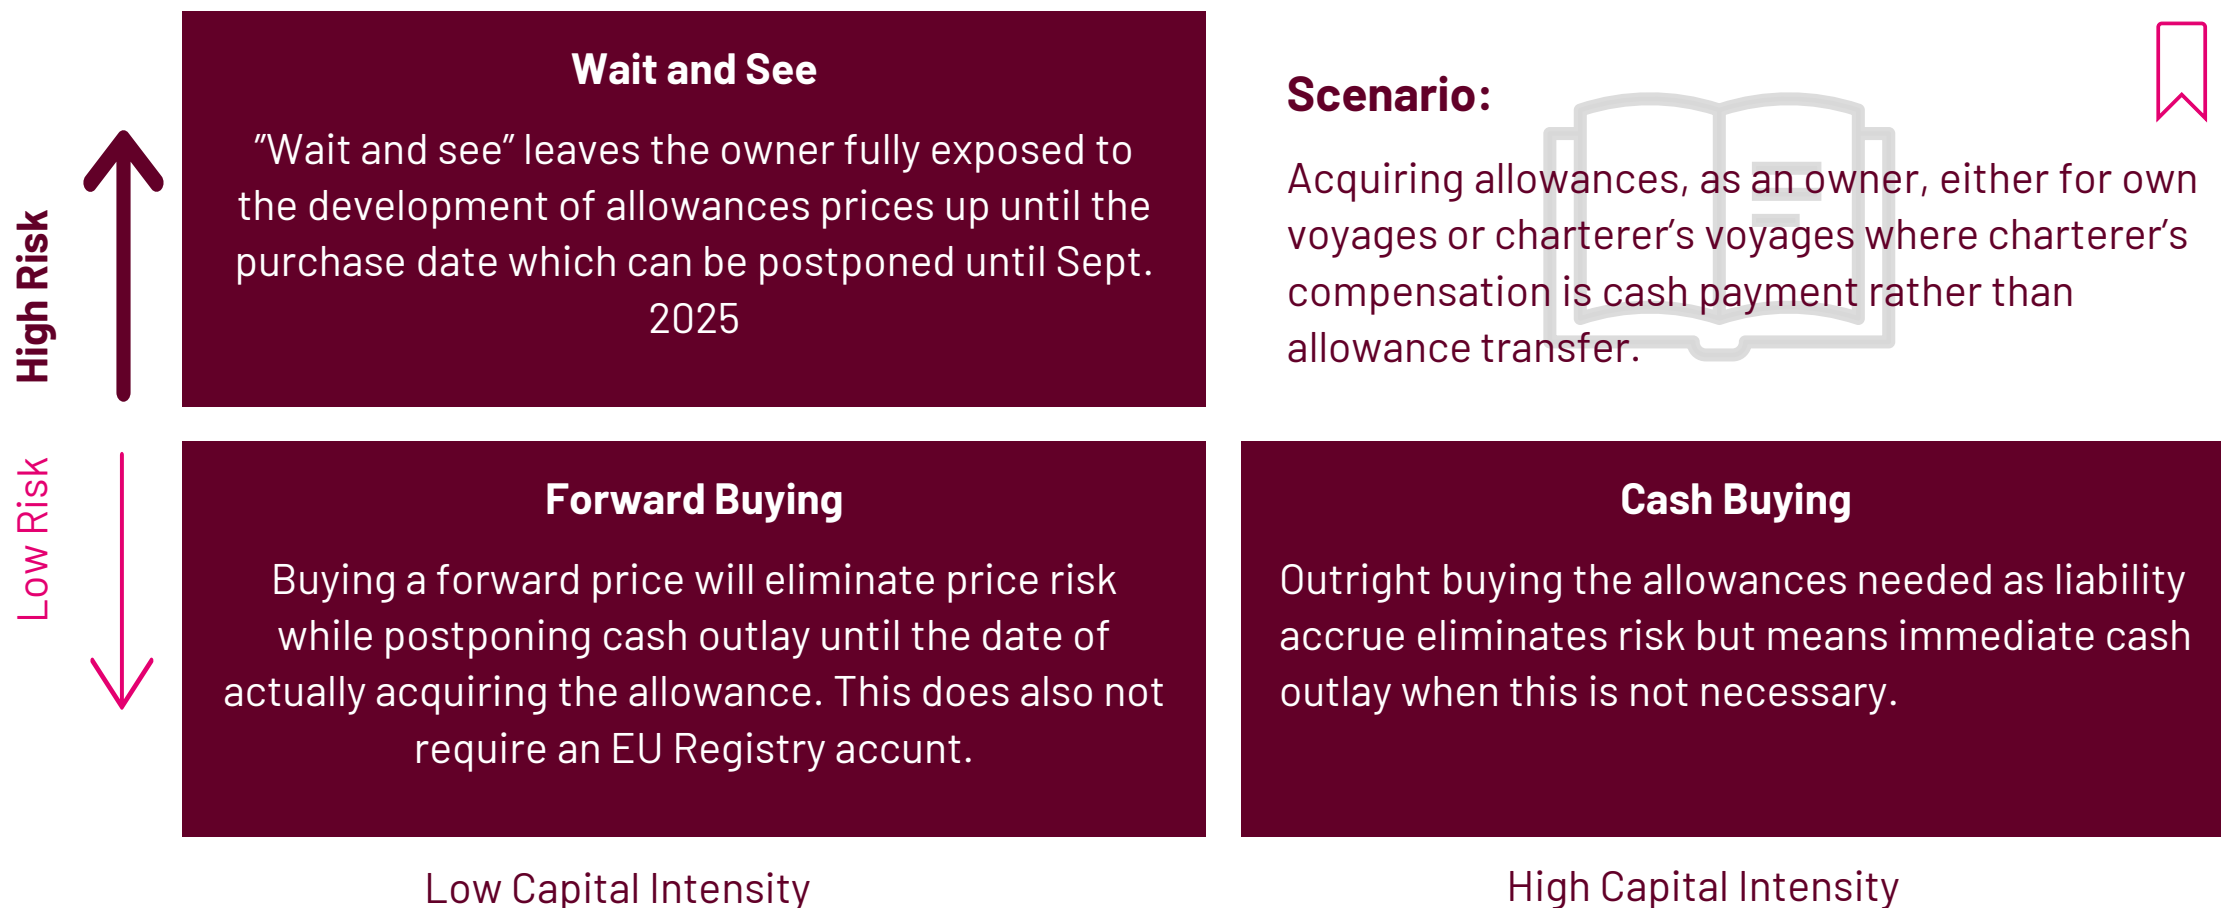 Wait and See
"Wait and see" leaves the owner fully exposed to
the development of allowances prices up until the
purchase date which can be postponed until Sept.
2025
Scenario:
Acquiring allowances, as an owner, either for own
voyages or charterer's voyages where charterer's
compensation is cash payment rather than
allowance transfer.
High Risk
Low Risk
Forward Buying
Buying a forward price will eliminate price risk
while postponing cash outlay until the date of
actually acquiring the allowance. This does also not
require an EU Registry accunt.
Cash Buying
Outright buying the allowances needed as liability
accrue eliminates risk but means immediate cash
outlay when this is not necessary.
Low Capital Intensity
High Capital Intensity